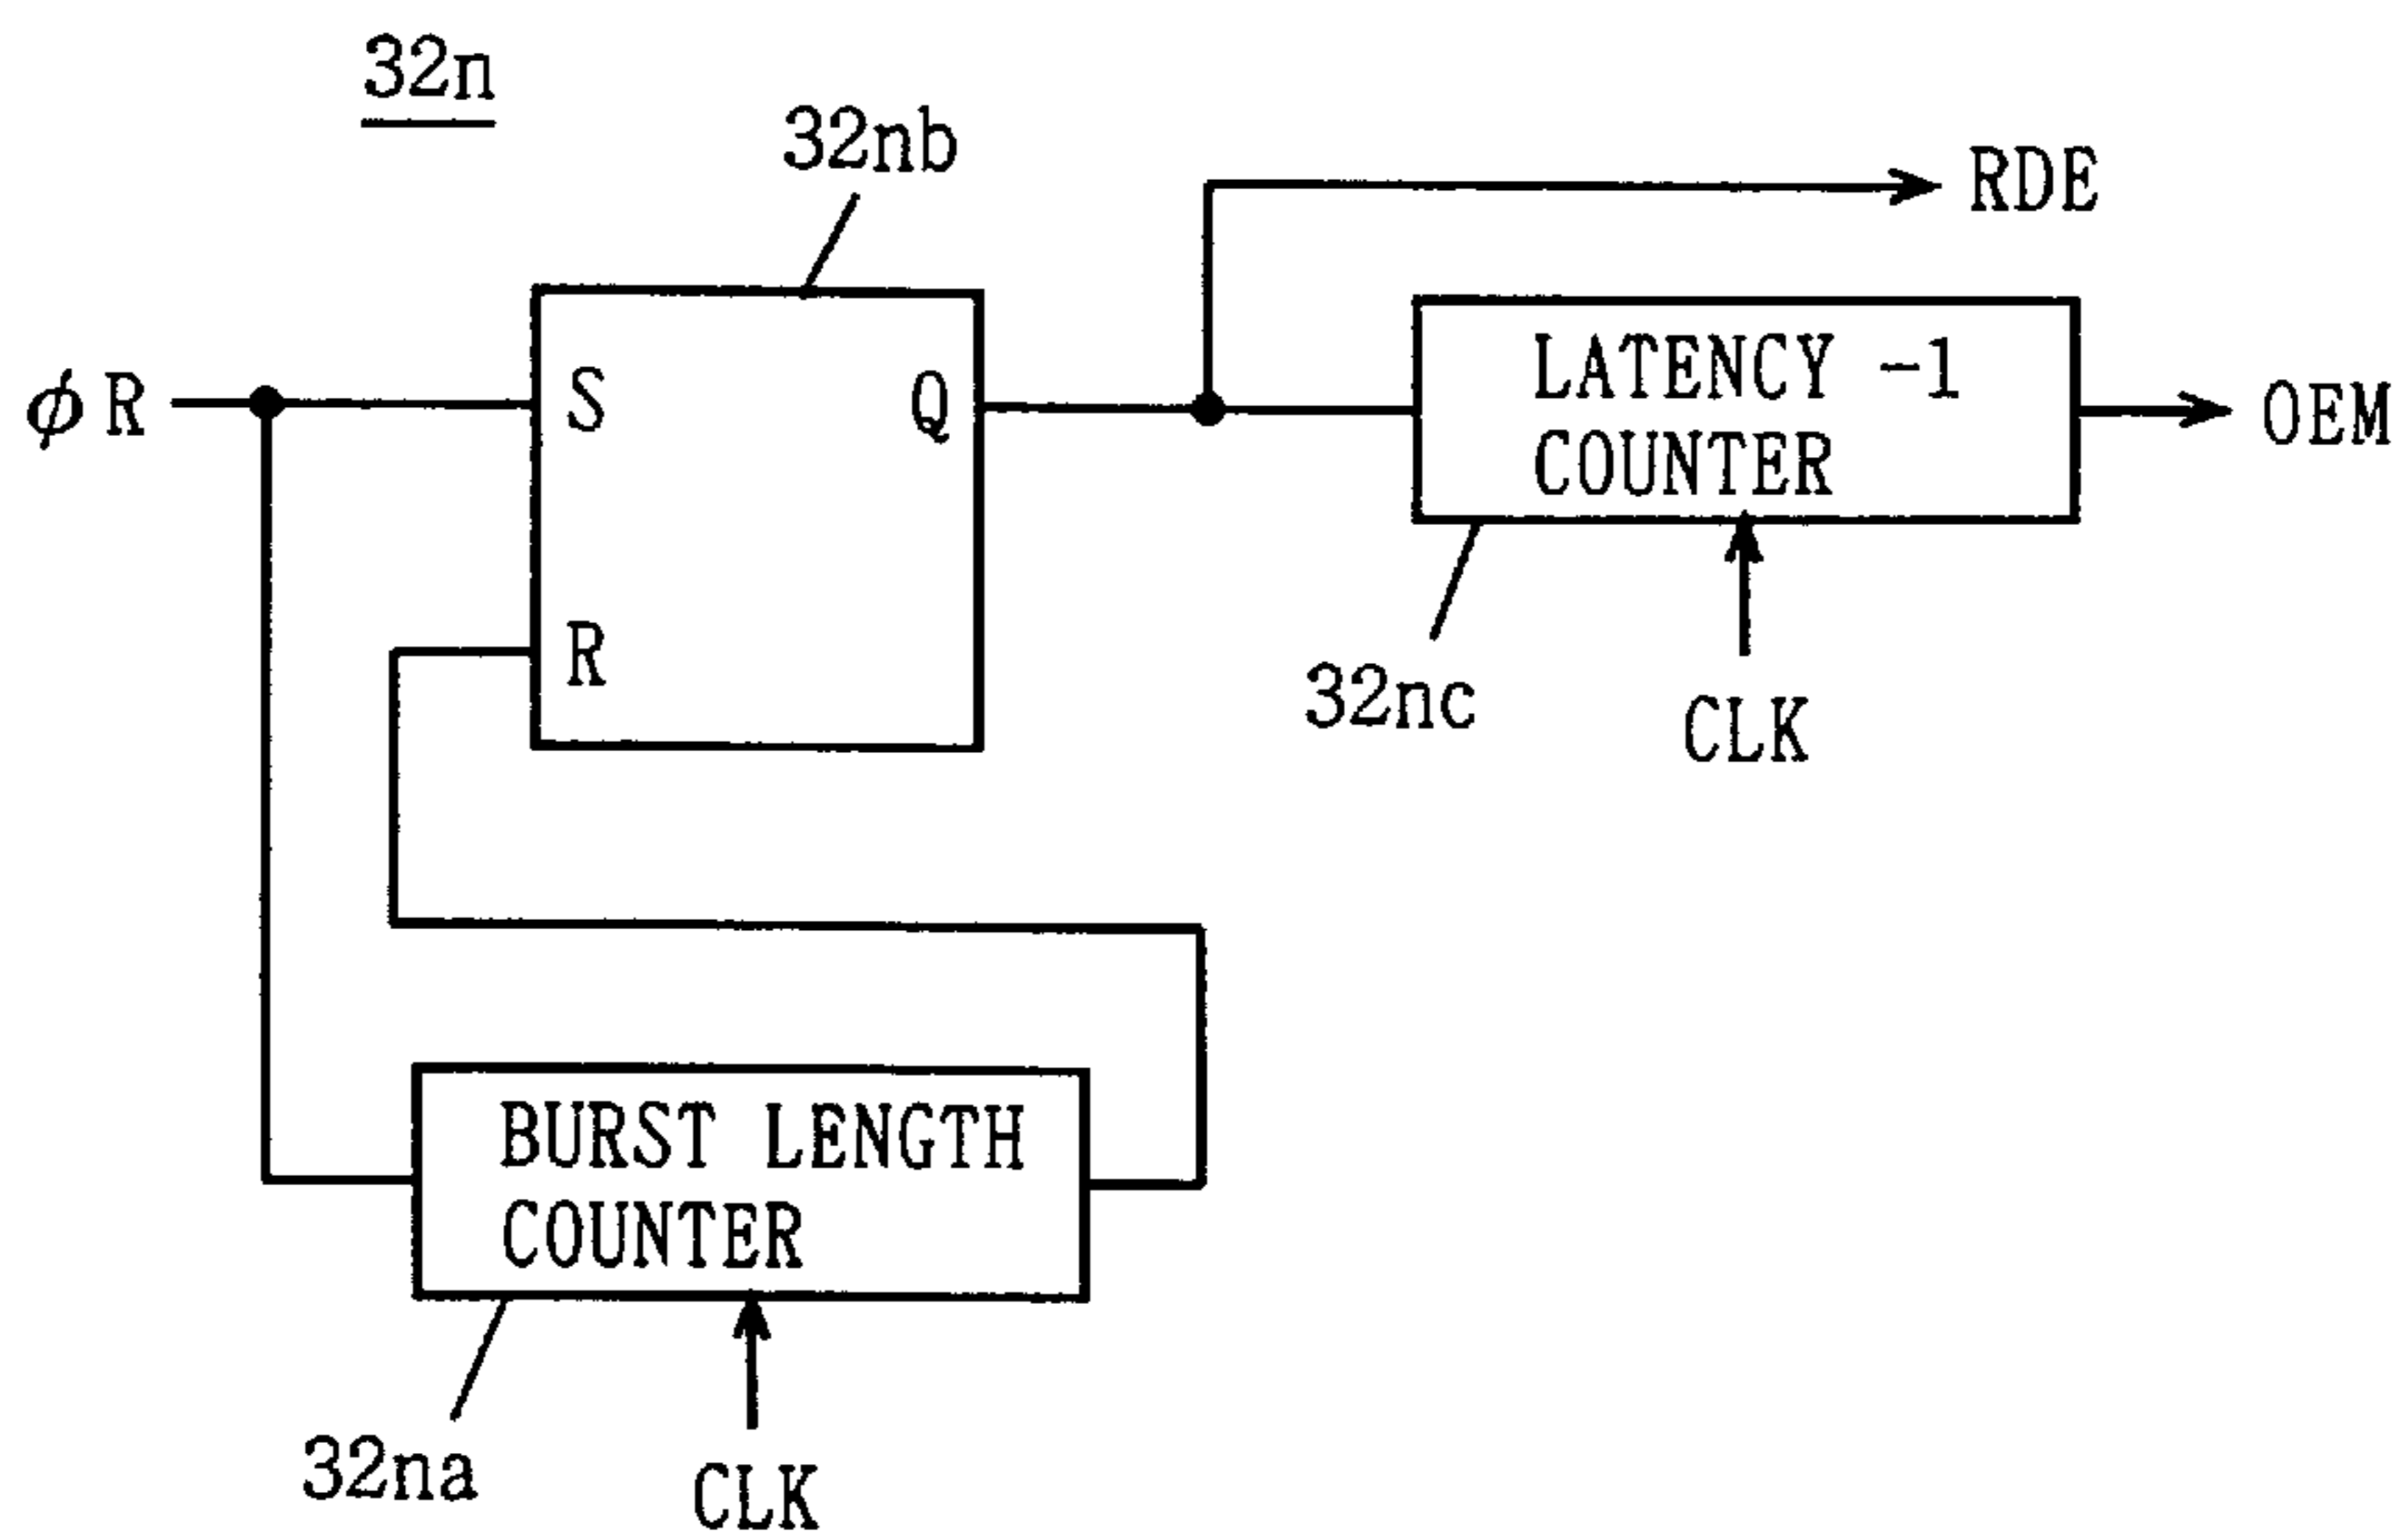 32n
32nb
RDE
φR
S
Q
LATENCY -1
COUNTER
OEM
R
32nc
CLK
BURST LENGTH
COUNTER
32na
CLK